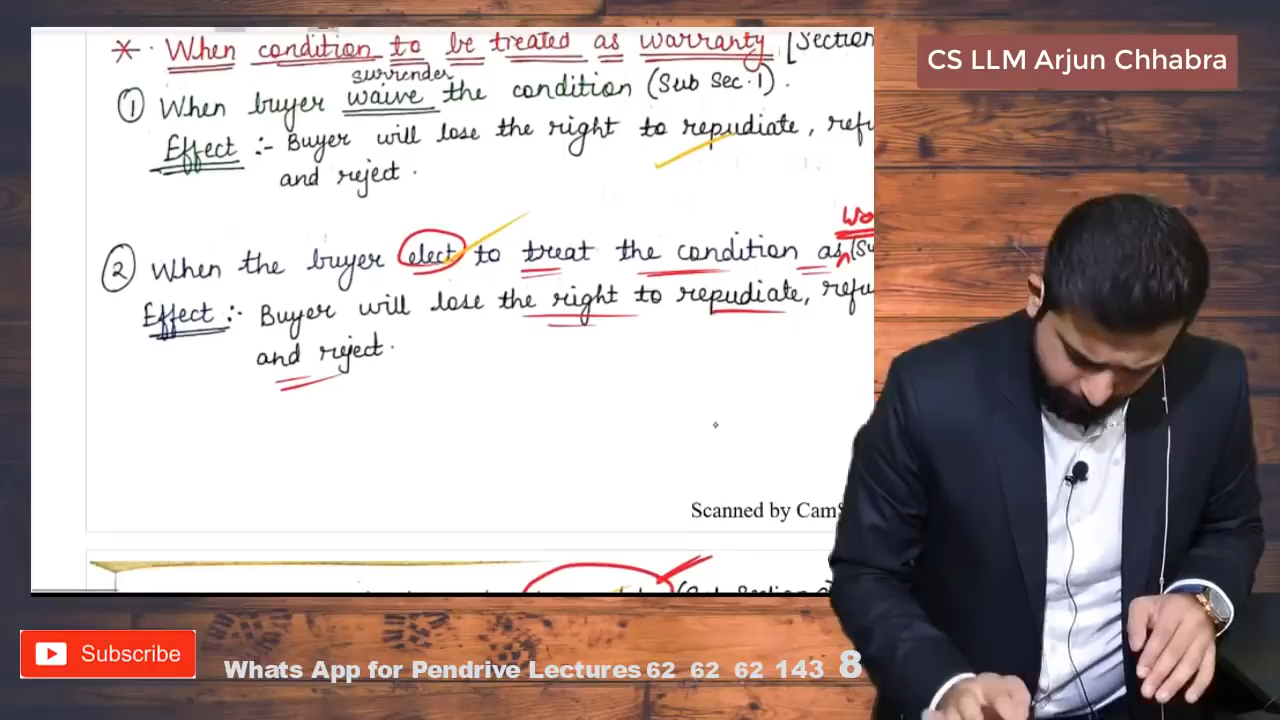 CS LLM Arjun Chhabra
* · When condition to be treated as warranty [Section
surrender
① When buyer waive the condition (Sub Sec. 1).
Effect :- Buyer will lose the right to repudiate, refu
and reject.
Wa
② When the buyer elect to treat the condition as (Su
Effect :- Buyer will lose the right to repudiate, refu
and reject.
Scanned by Cam
Subscribe
Whats App for Pendrive Lectures 62 62 62 143 8